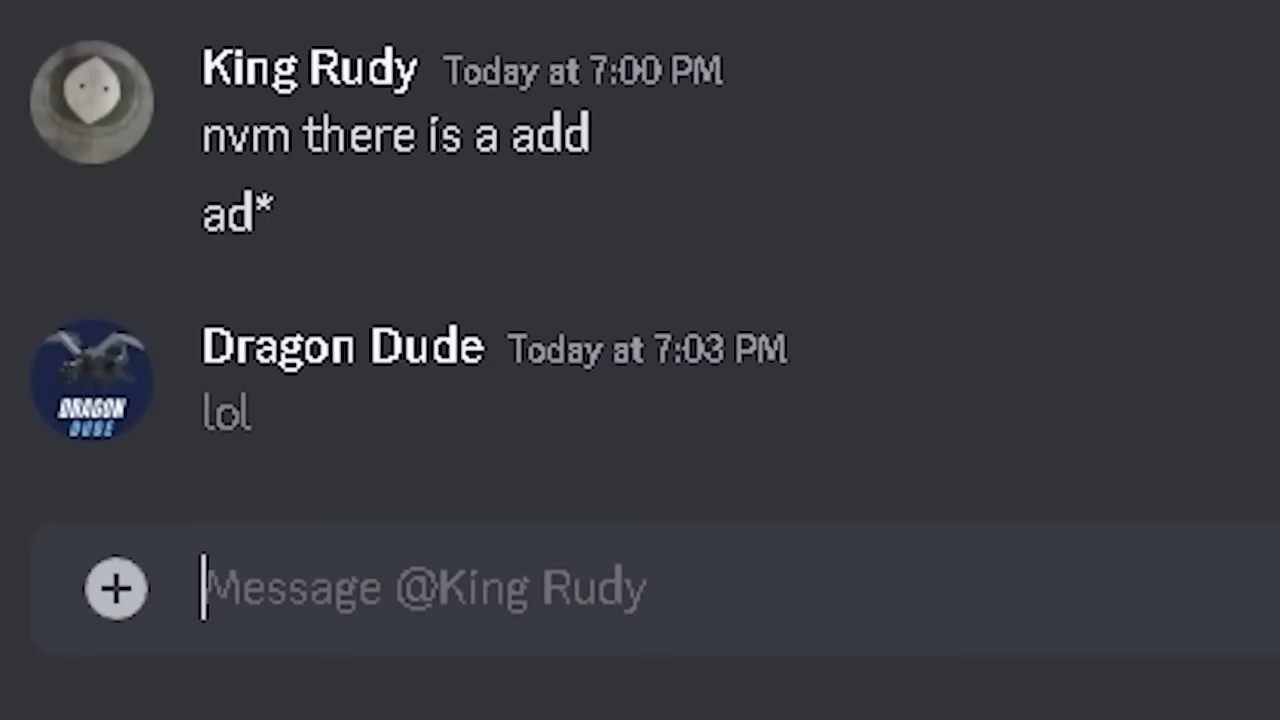 King Rudy Today at 7:00 PM
nvm there is a add
ad*
Dragon Dude Today at 7:03 PM
lol
DRAGON
DUDE
Message @King Rudy